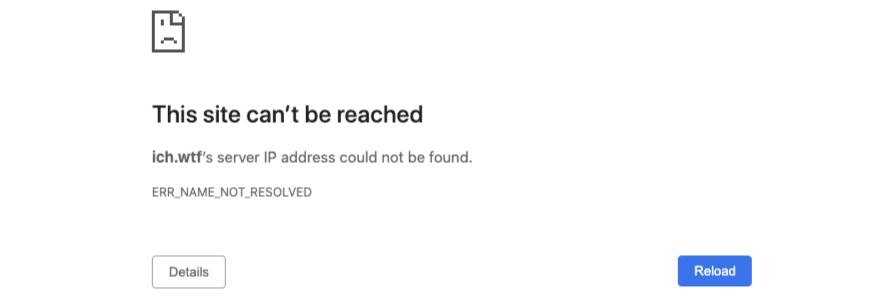 This site can’t be reached
ich.wtf’s server IP address could not be found.
ERR_NAME_NOT_RESOLVED
Details
Reload